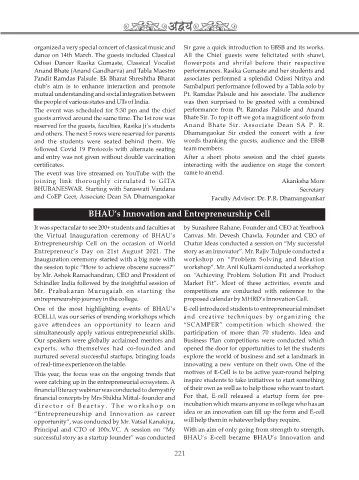 अद्वैय
organized a very special concert of classical music and
dance on 14th March. The guests included Classical
Odissi Dancer Rasika Gumaste, Classical Vocalist
Anand Bhate (Anand Gandharva) and Tabla Maestro
Pandit Ramdas Palsule. Ek Bharat Shreshtha Bharat
club's aim is to enhance interaction and promote
mutual understanding and social integration between
the people of various states and UTs of India.
The event was scheduled for 5:30 pm and the chief
guests arrived around the same time. The 1st row was
reserved for the guests, faculties, Rasika ji's students
and others. The next 5 rows were reserved for parents
and the students were seated behind them. We
followed Covid 19 Protocols with alternate seating
and entry was not given without double vaccination
certificates.
The event was live streamed on YouTube with the
joining link thoroughly circulated to GITA
BHUBANESWAR. Starting with Saraswati Vandana
and CoEP Geet, Associate Dean SA Dhamangaokar
Sir gave a quick introduction to EBSB and its works.
All the Chief guests were felicitated with shawl,
flowerpots and shrifal before their respective
performances. Rasika Gumaste and her students and
associates performed a splendid Odissi Nritya and
Sambalpuri performance followed by a Tabla solo by
Pt. Ramdas Palsule and his associate. The audience
was then surprised to be greeted with a combined
performance from Pt. Ramdas Palsule and Anand
Bhate Sir. To top it off we got a magnificent solo from
Anand Bhate Sir. Associate Dean SA P. R.
Dhamangaokar Sir ended the concert with a few
words thanking the guests, audience and the EBSB
team members.
After a short photo session and the chief guests
interacting with the audience on stage the concert
came to an end.
Akanksha More
Secretary
Faculty Advisor: Dr. P.R. Dhamangoankar
BHAU's Innovation and Entrepreneurship Cell
It was spectacular to see 200+ students and faculties at
the Virtual Inauguration ceremony of BHAU's
Entrepreneurship Cell on the occasion of World
Entrepreneur's Day on 21st August 2021. The
Inauguration ceremony started with a big note with
the session topic "How to achieve obscene success?"
by Mr. Ashok Ramachandran, CEO and President of
Schindler India followed by the insightful session of
Mr. Prabakaran Murugaiah on starting the
entrepreneurship journey in the college.
One of the most highlighting events of BHAU's
ECELL was our series of trending workshops which
gave attendees an opportunity to learn and
simultaneously apply various entrepreneurial skills.
Our speakers were globally acclaimed mentors and
experts, who themselves had co-founded and
nurtured several successful startups, bringing loads
of real-time experience on the table.
This year, the focus was on the ongoing trends that
were catching up in the entrepreneurial ecosystem. A
financial literacy webinar was conducted to demystify
financial concepts by Mrs Shikha Mittal- founder and
director of Beartsy. The workshop on
"Entrepreneurship and Innovation as career
opportunity", was conducted by Mr. Vatsal Kanakiya,
Principal and CTO of 100x.VC. A session on "My
successful story as a startup founder" was conducted
by Surashree Rahane, Founder and CEO at Yearbook
Canvas. Mr. Devesh Chawla, Founder and CEO of
Chatur Ideas conducted a session on "My successful
story as an innovator". Mr. Rajiv Tulpule conducted a
workshop on "Problem Solving and Ideation
workshop". Mr. Anil Kulkarni conducted a workshop
on "Achieving Problem Solution Fit and Product
Market Fit". Most of these activities, events and
competitions are conducted with reference to the
proposed calendar by MHRD's Innovation Cell.
E-cell introduced students to entrepreneurial mindset
and creative techniques by organizing the
"SCAMPER" competition which showed the
participation of more than 70 students. Idea and
Business Plan competitions were conducted which
opened the door for opportunities to let the students
explore the world of business and set a landmark in
innovating a new venture on their own. One of the
motives of E-Cell is to be active year-round helping
inspire students to take initiatives to start something
of their own as well as to help those who want to start.
For that, E-cell released a startup form for pre-
incubation which means anyone in college who has an
idea or an innovation can fill up the form and E-cell
will help them in whatever help they require.
With an aim of only going from strength to strength,
BHAU's E-cell became BHAU's Innovation and
221